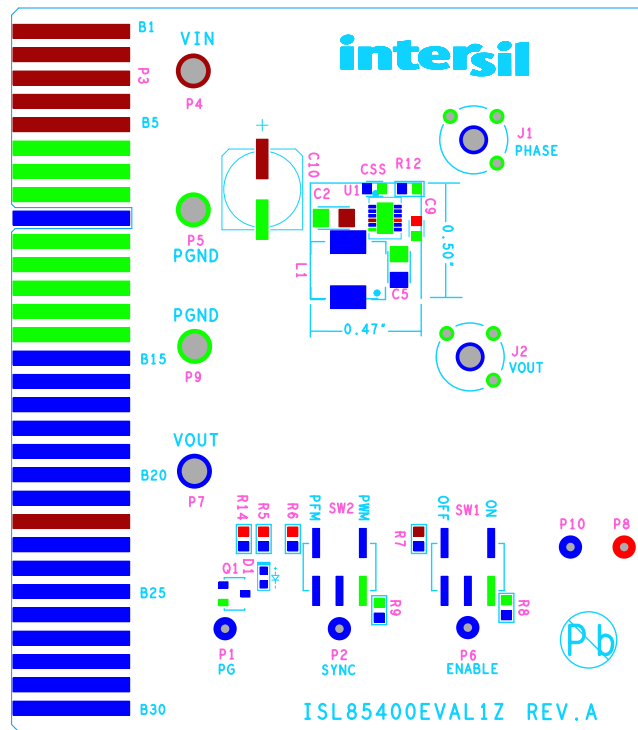 B1
VIN
intersil
P3
P4
B5
J1
PHASE
C10
CSS
R12
U1
C2
C9
P5
PGND
L1
0.50"
C5
PGND
0.47"
B15
P9
J2
VOUT
VOUT
B20
P7
R14
R5
R6
PFM
SW2
PWM
R7
OFF
SW1
ON
P10
P8
Q1
D1
B25
R9
R8
P1
PG
P2
SYNC
P6
ENABLE
Pb
B30
ISL85400EVAL1Z REV.A